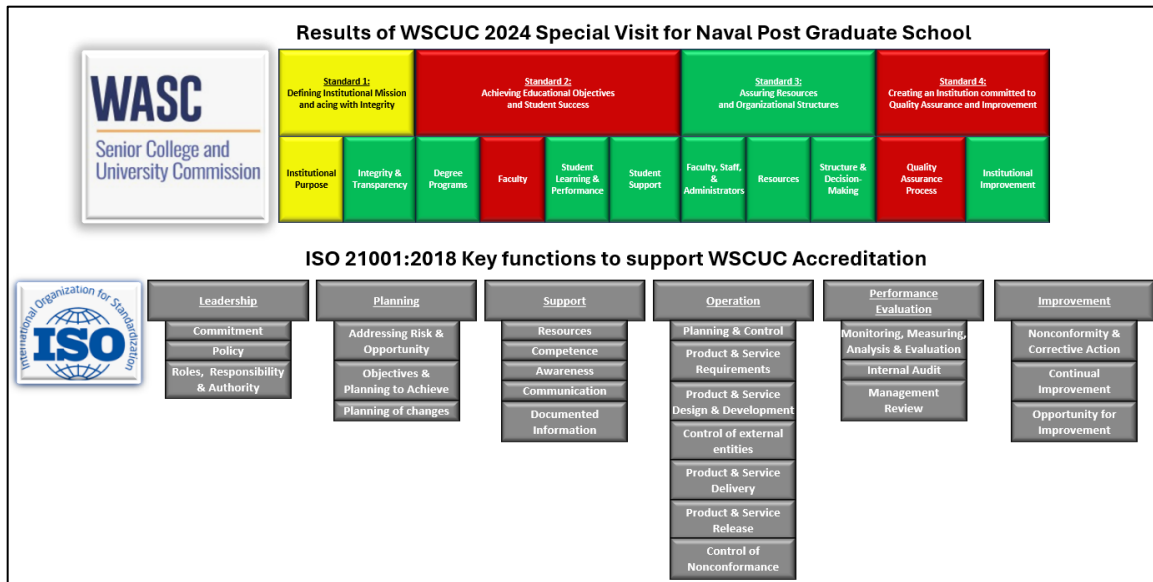 Results of WSCUC 2024 Special Visit for Naval Post Graduate School
WASC
Senior College and
University Commission
Standard 1:
Defining Institutional Mission
and acing with Integrity
Standard 2:
Achieving Educational Objectives
and Student Success
Standard 3:
Assuring Resources
and Organizational Structures
Standard 4:
Creating an Institution committed to
Quality Assurance and Improvement
Institutional
Purpose
Integrity &
Transparency
Degree
Programs
Faculty
Student
Learning &
Performance
Student
Support
Faculty, Staff,
&
Administrators
Resources
Structure &
Decision-
Making
Quality
Assurance
Process
Institutional
Improvement
ISO 21001:2018 Key functions to support WSCUC Accreditation
International Organization for Standardization
ISO
Leadership
Commitment
Policy
Roles, Responsibility
& Authority
Planning
Addressing Risk &
Opportunity
Objectives &
Planning to Achieve
Planning of changes
Support
Resources
Competence
Awareness
Communication
Documented
Information
Operation
Planning & Control
Product & Service
Requirements
Product & Service
Design & Development
Control of external
entities
Product & Service
Delivery
Product & Service
Release
Control of
Nonconformance
Performance
Evaluation
Monitoring, Measuring,
Analysis & Evaluation
Internal Audit
Management
Review
Improvement
Nonconformity &
Corrective Action
Continual
Improvement
Opportunity for
Improvement